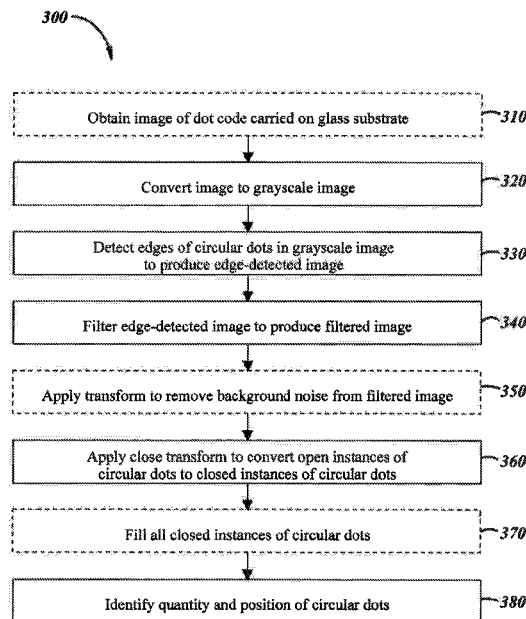 300
Obtain image of dot code carried on glass substrate
310
Convert image to grayscale image
320
Detect edges of circular dots in grayscale image
to produce edge-detected image
330
Filter edge-detected image to produce filtered image
340
Apply transform to remove background noise from filtered image
350
Apply close transform to convert open instances of
circular dots to closed instances of circular dots
360
Fill all closed instances of circular dots
370
Identify quantity and position of circular dots
380